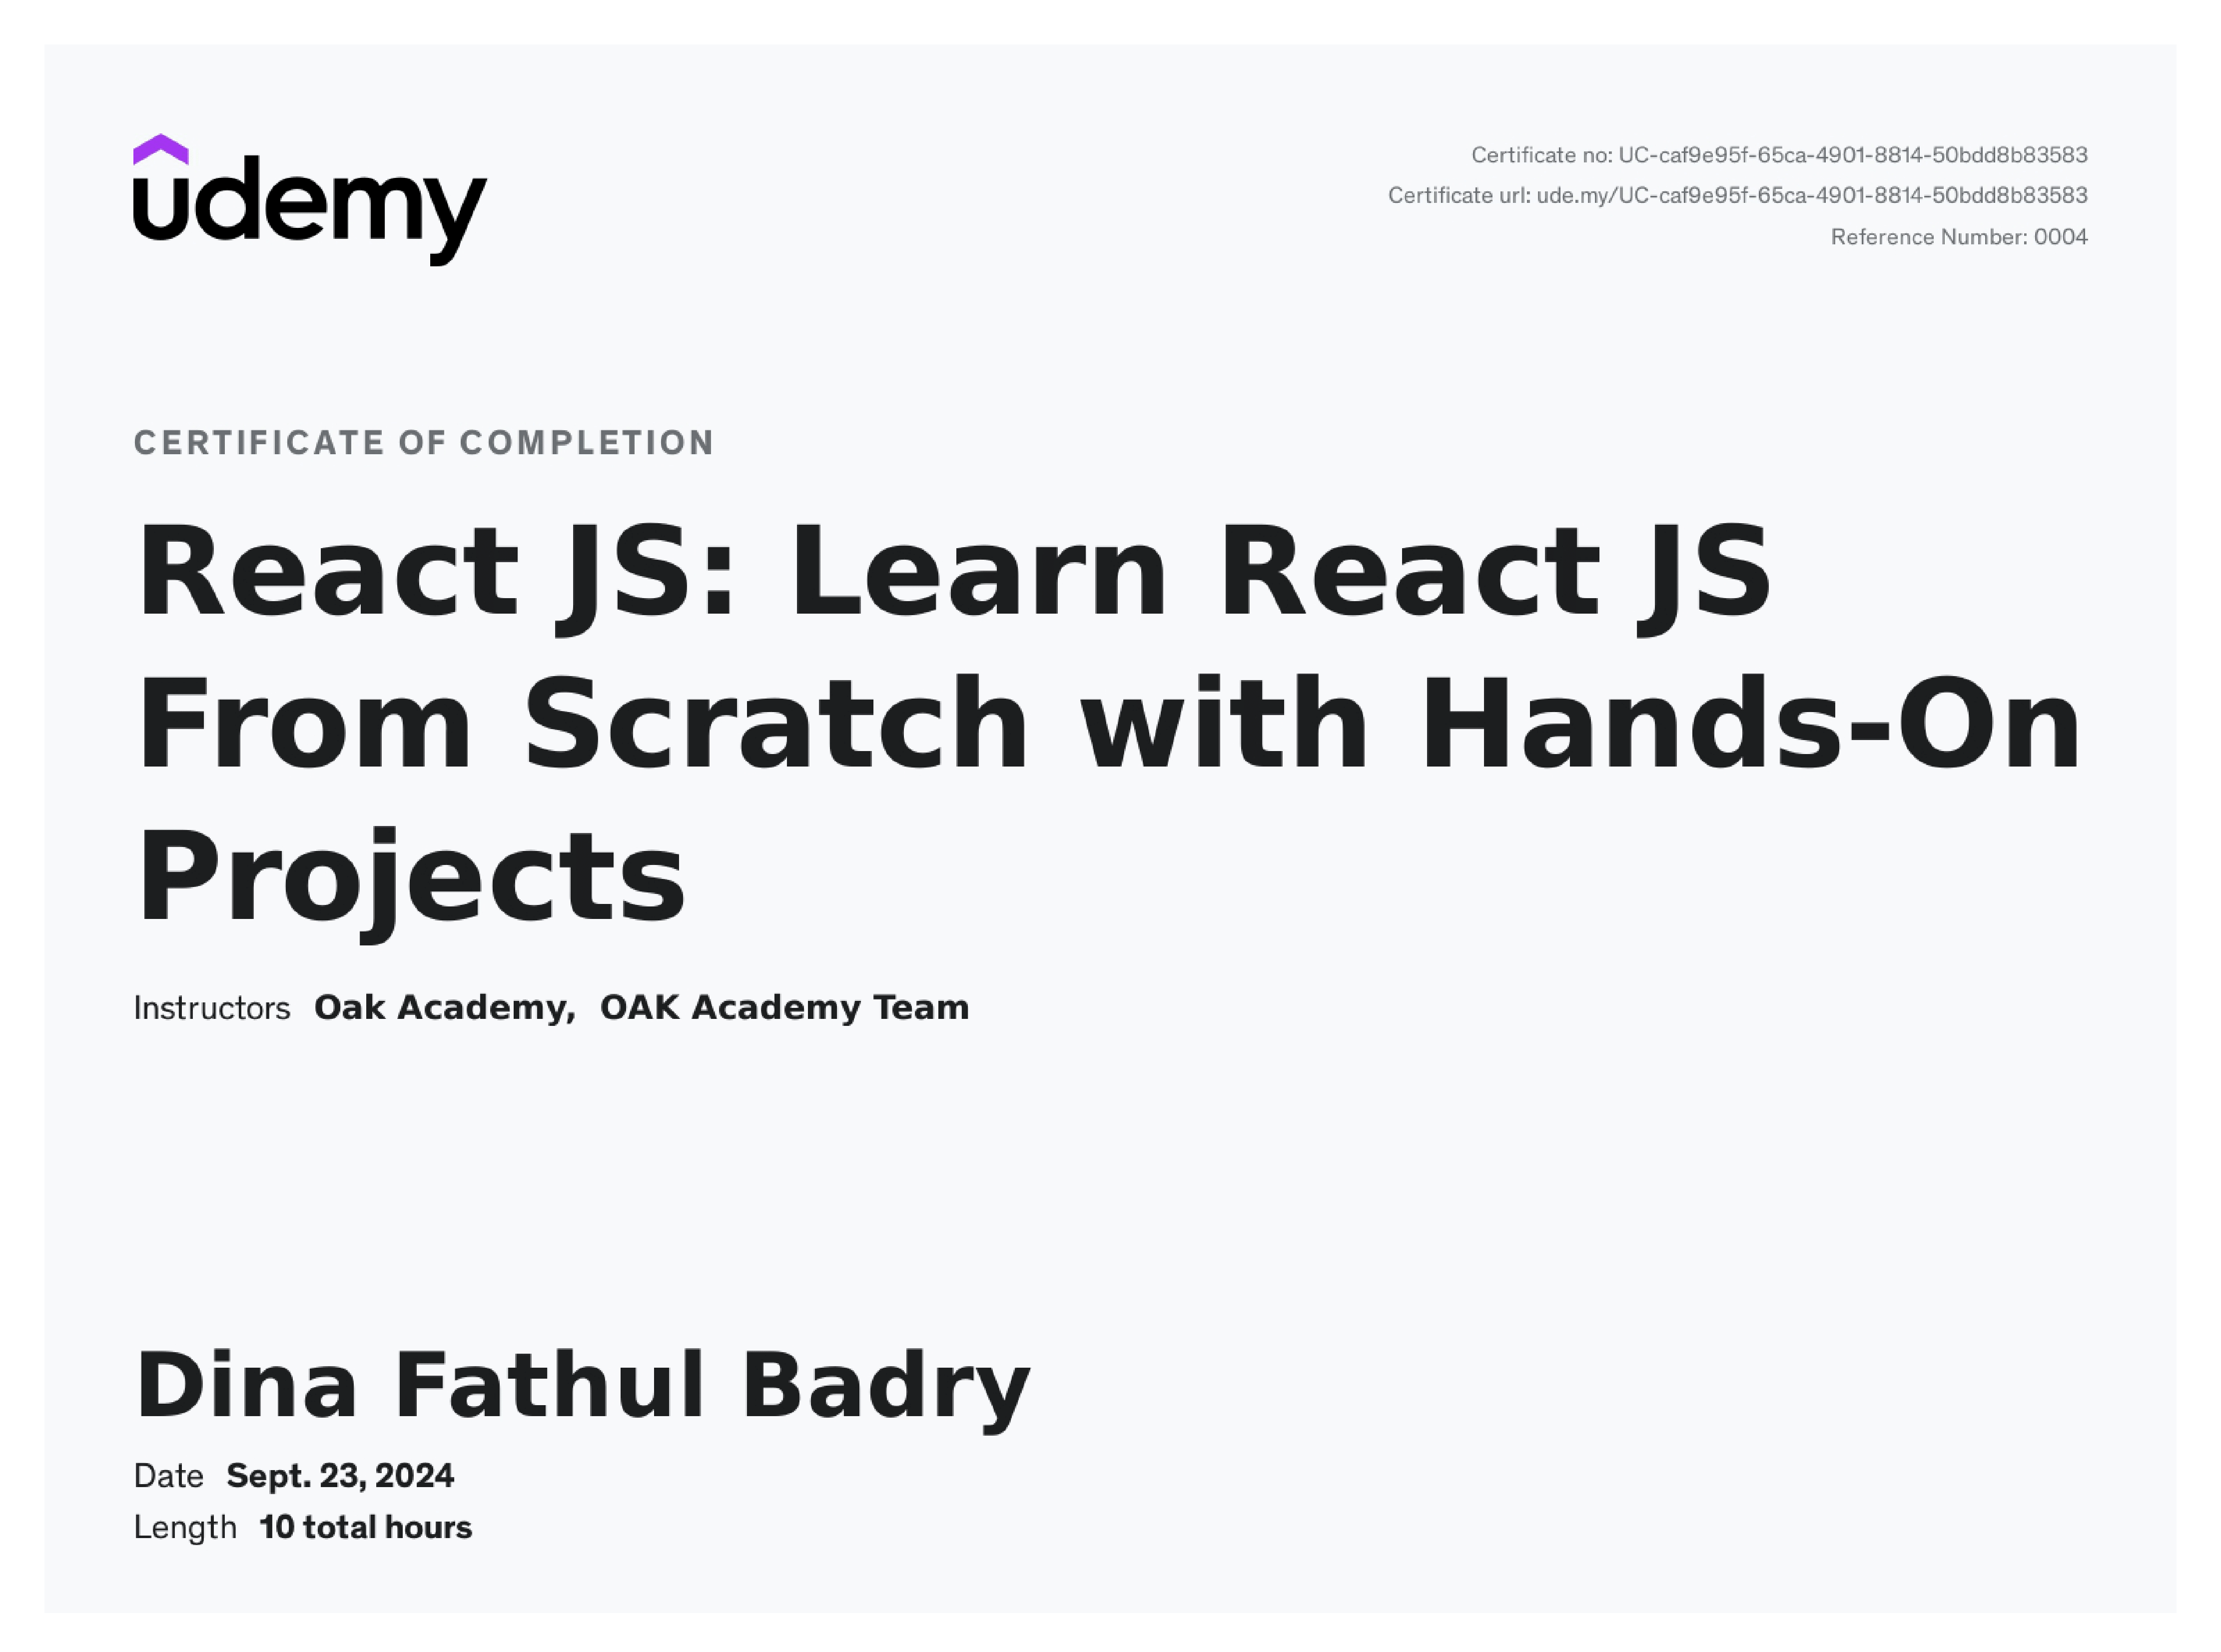 udemy
Certificate no: UC-caf9e95f-65ca-4901-8814-50bdd8b83583
Certificate url: ude.my/UC-caf9e95f-65ca-4901-8814-50bdd8b83583
Reference Number: 0004
CERTIFICATE OF COMPLETION
React JS: Learn React JS
From Scratch with Hands-On
Projects
Instructors Oak Academy, OAK Academy Team
Dina Fathul Badry
Date Sept. 23, 2024
Length 10 total hours